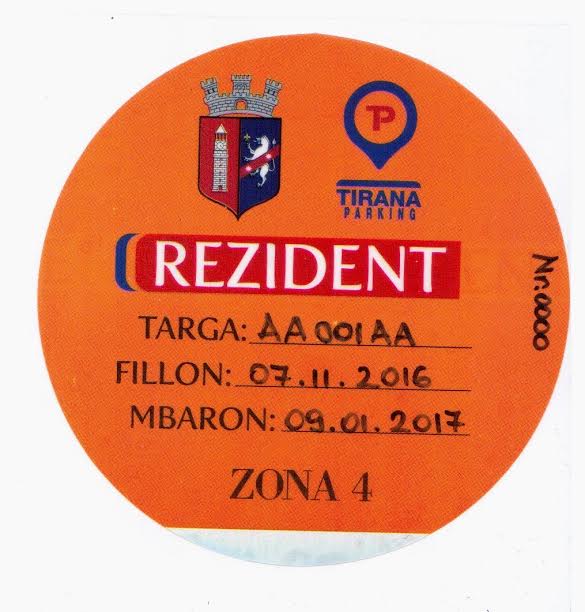 TP
TIRANA
PARKING
REZIDENT
Nr. 0000
TARGA: AA 001 AA
FILLON: 07.11.2016
MBARON: 09.01.2017
ZONA 4